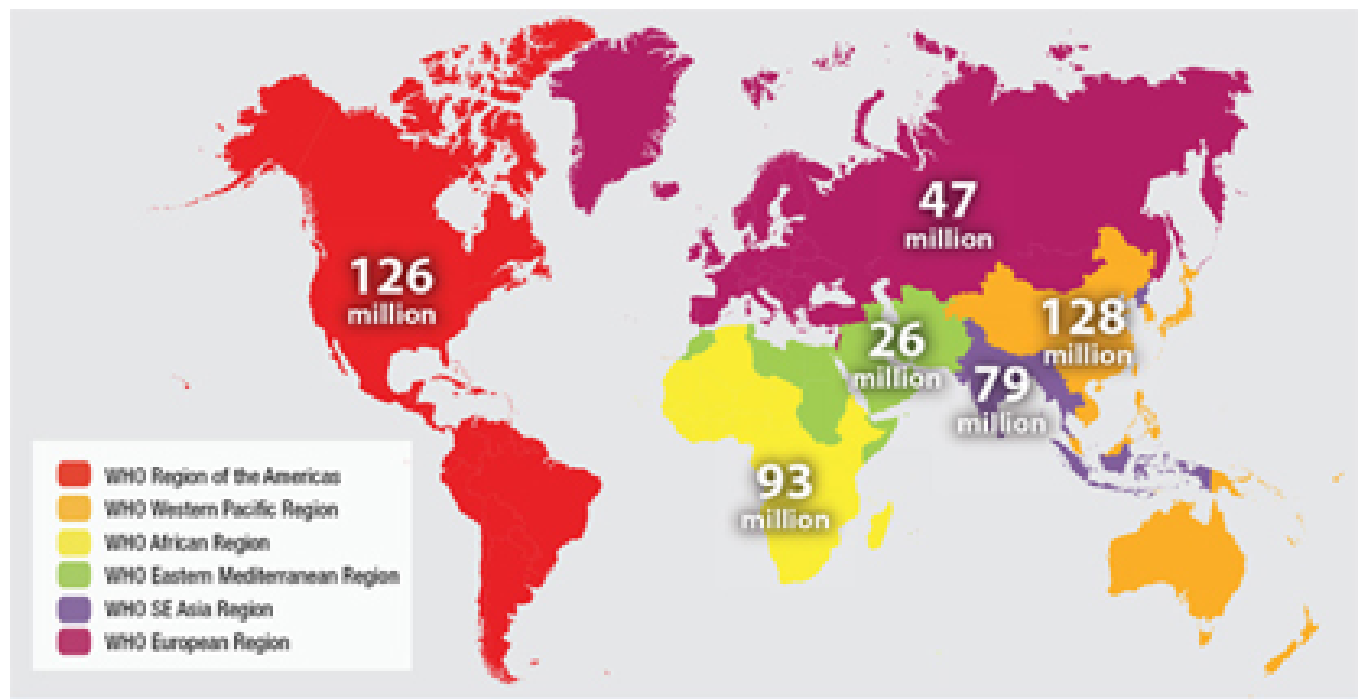 47
million
126
million
128
million
26
million
79
million
93
million
WHO Region of the Americas
WHO Western Pacific Region
WHO African Region
WHO Eastern Mediterranean Region
WHO SE Asia Region
WHO European Region